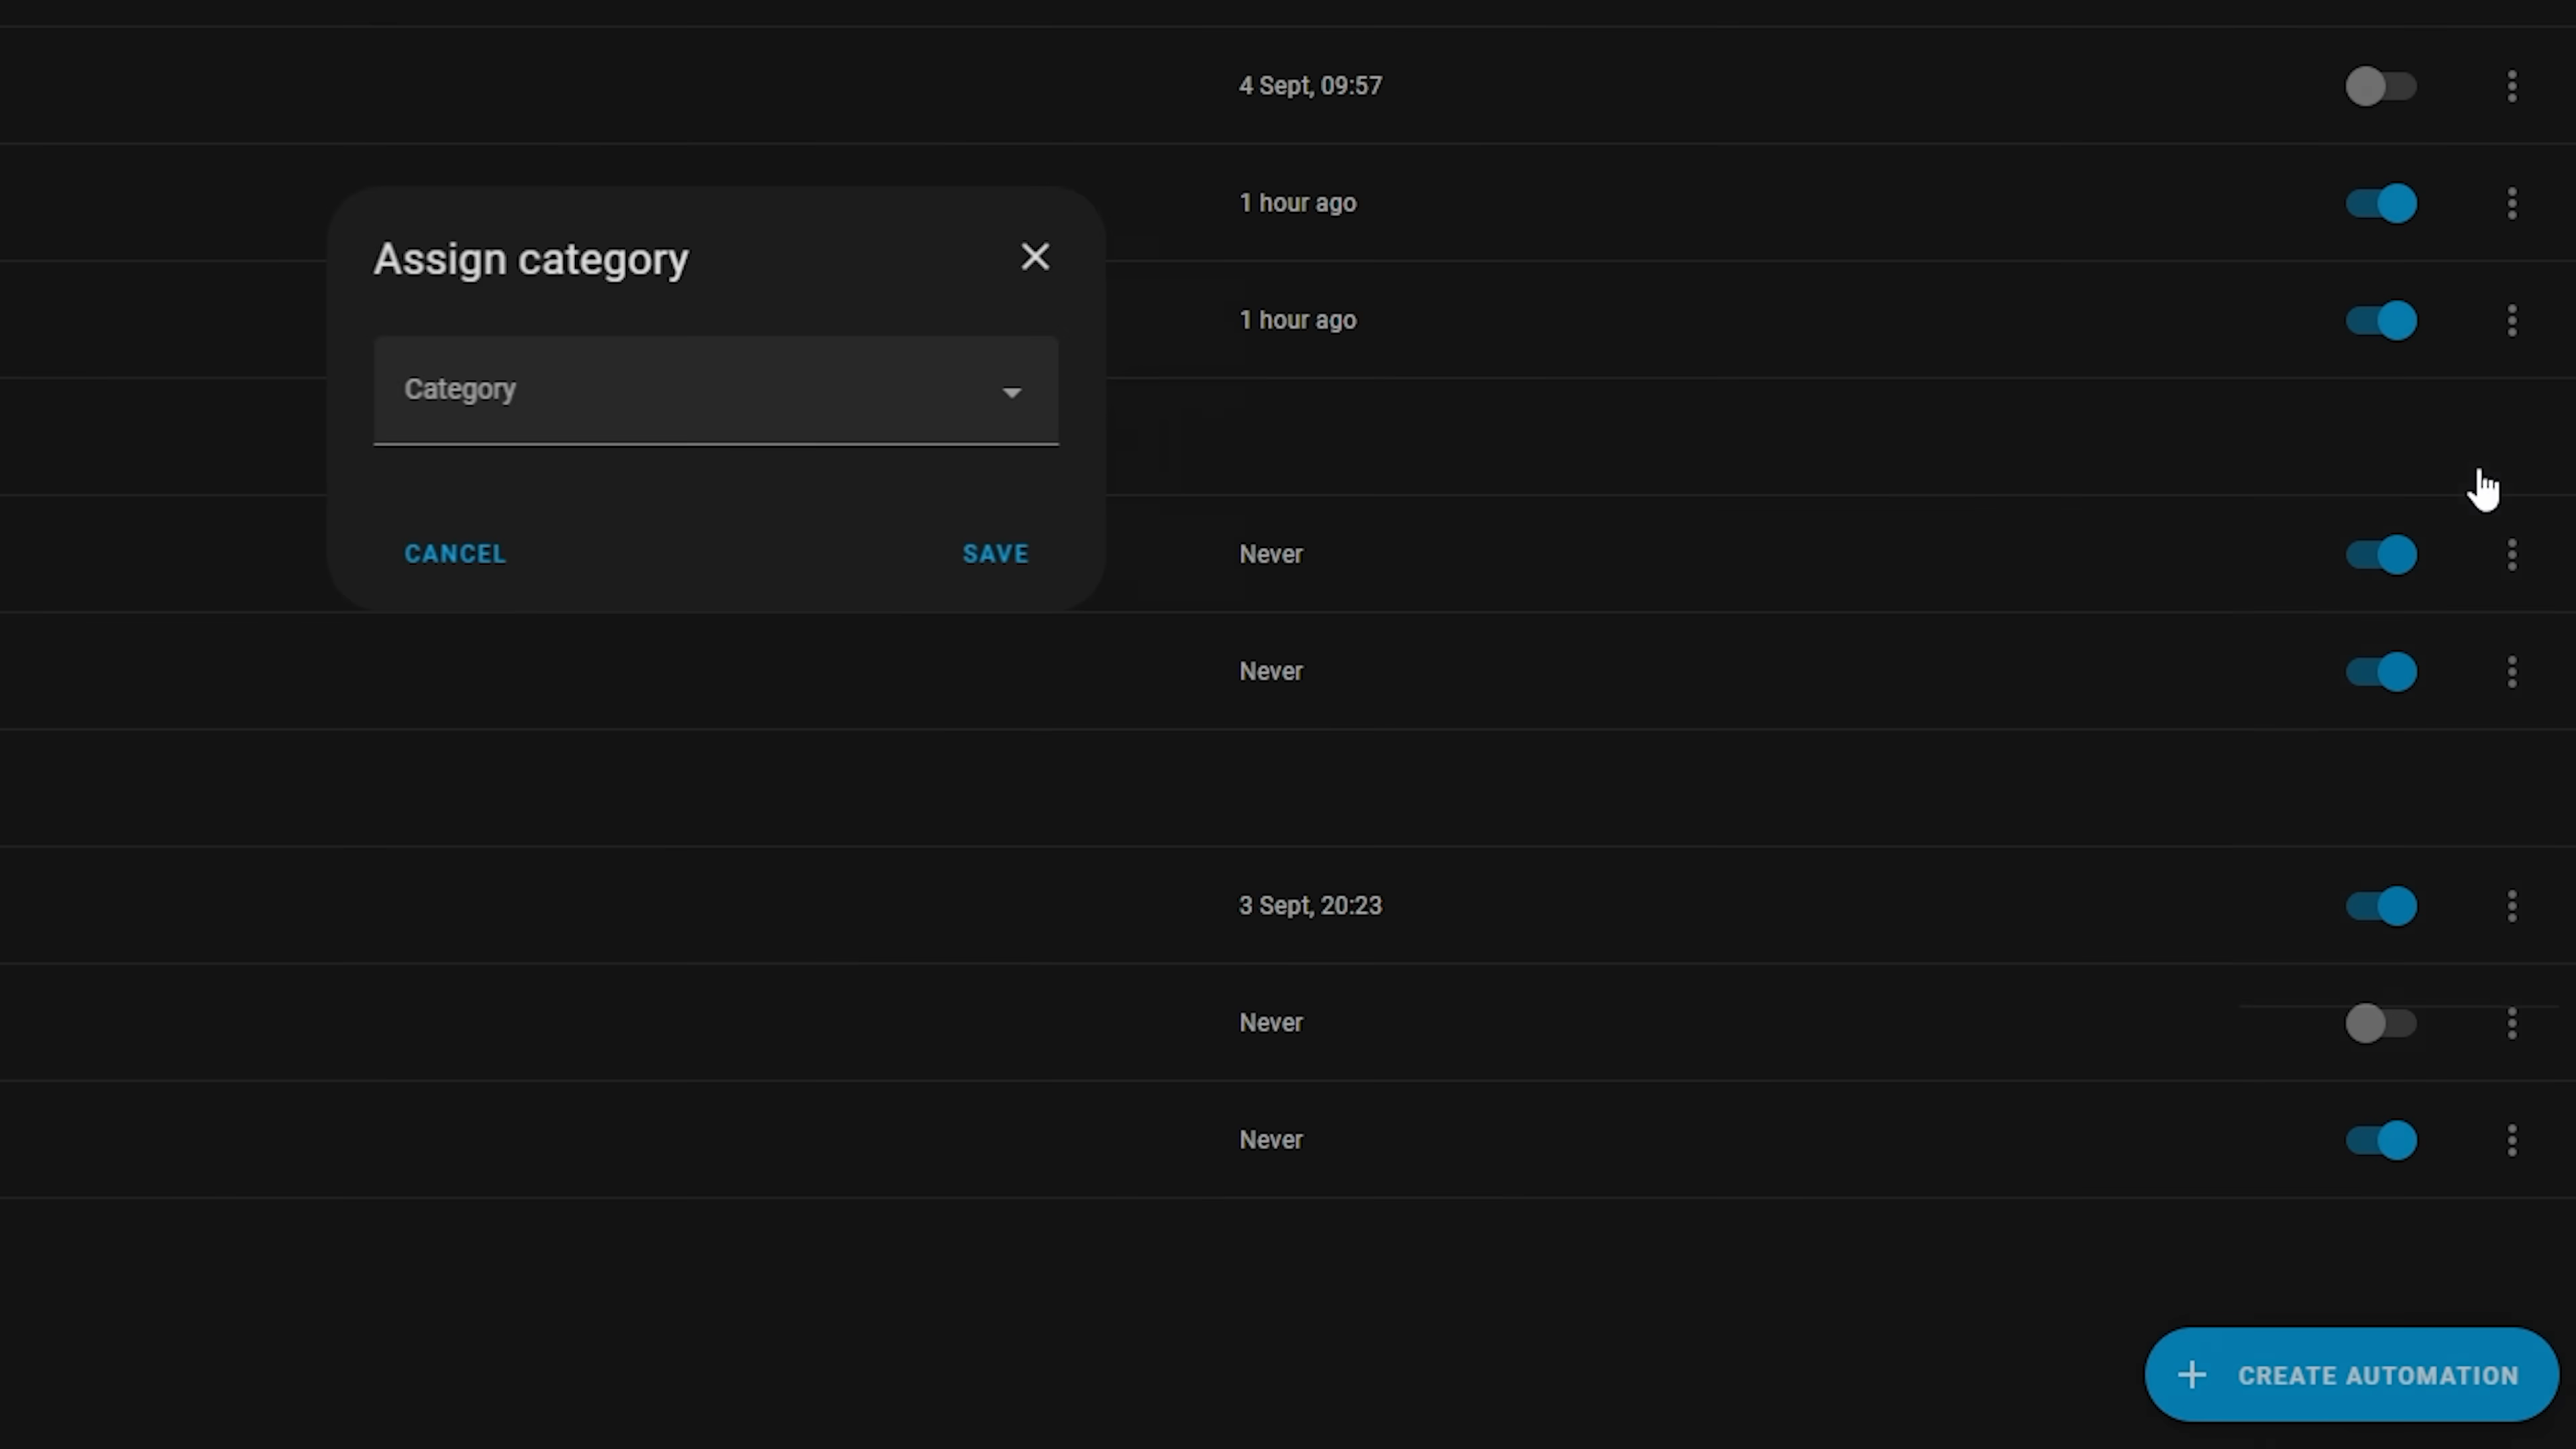 4 Sept, 09:57
1 hour ago
Assign category
1 hour ago
Category
CANCEL
SAVE
Never
Never
3 Sept, 20:23
Never
Never
CREATE AUTOMATION